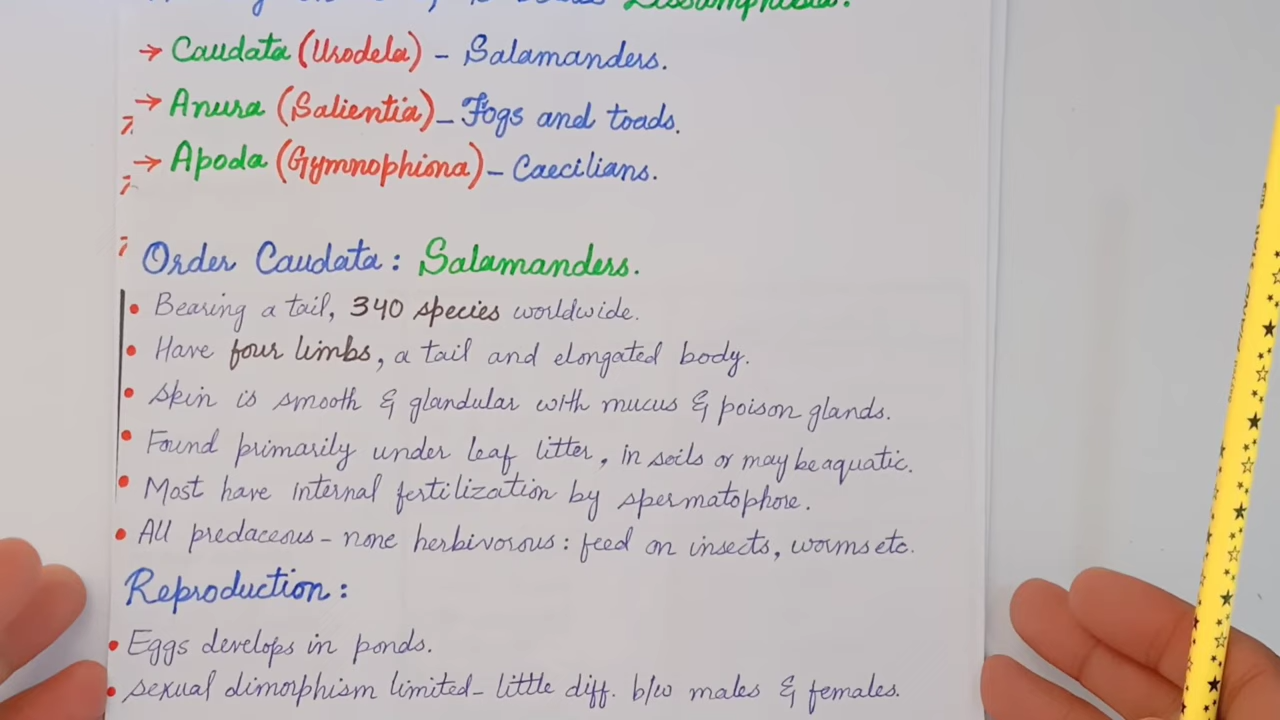 Lissamphibia.
→ Caudata (Urodela) - Salamanders.
→ Anura (Salientia) - Fogs and toads.
→ Apoda (Gymnophiona) - Caecilians.
Order Caudata: Salamanders.
• Bearing a tail, 340 species worldwide.
• Have four limbs, a tail and elongated body.
• Skin is smooth & glandular with mucus & poison glands.
• Found primarily under leaf litter, in soils or may be aquatic.
• Most have internal fertilization by spermatophore.
• All predaceous - none herbivorous: feed on insects, worms etc.
Reproduction:
• Eggs develops in ponds.
• Sexual dimorphism limited - little diff. b/w males & females.